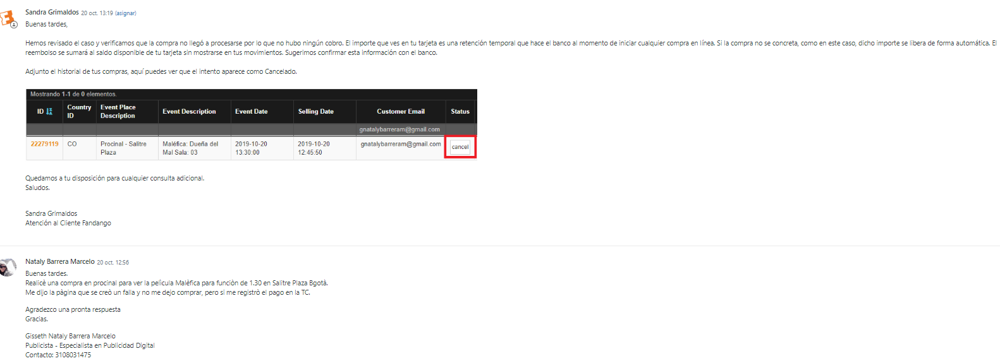 Sandra Grimaldos 20 oct. 13:19 (asignar)
Buenas tardes,
Hemos revisado el caso y verificamos que la compra no llegó a procesarse por lo que no hubo ningún cobro. El importe que ves en tu tarjeta es una retención temporal que hace el banco al momento de iniciar cualquier compra en línea. Si la compra no se concreta, como en este caso, dicho importe se libera de forma automática. El
reembolso se sumará al saldo disponible de tu tarjeta sin mostrarse en tus movimientos. Sugerimos confirmar esta información con el banco.
Adjunto el historial de tus compras, aquí puedes ver que el intento aparece como Cancelado.
Mostrando 1-1 de 0 elementos.
ID Country ID Event Place Description Event Description Event Date Selling Date Customer Email Status
gnatalybarreram@gmail.com
22279119 CO Procinal - Salitre Plaza Maléfica: Dueña del Mal Sala: 03 2019-10-20 13:30:00 2019-10-20 12:45:50 gnatalybarreram@gmail.com cancel
Quedamos a tu disposición para cualquier consulta adicional.
Saludos.
Sandra Grimaldos
Atención al Cliente Fandango
Nataly Barrera Marcelo 20 oct. 12:56
Buenas tardes.
Realicè una compra en procinal para ver la pelìcula Malèfica para funciòn de 1.30 en Salitre Plaza Bgotà.
Me dijo la pàgina que se creò un falla y no me dejo comprar, pero si me registrò el pago en la TC.
Agradezco una pronta respuesta
Gracias.
Gisseth Nataly Barrera Marcelo
Publicista - Especialista en Publicidad Digital
Contacto: 3108031475